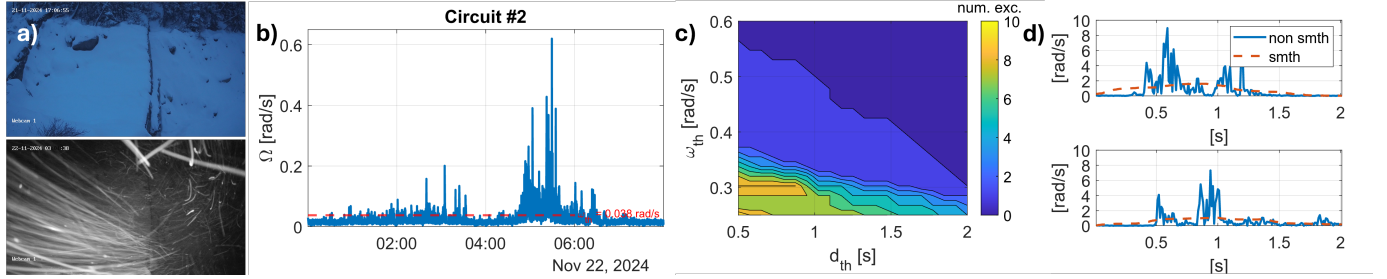 21-11-2024 17:06:55
a)
Webcam 1
22-11-2024 03 :30
Webcam 1
b)
Circuit #2
0.6
0.4
0.2
0
Ω [rad/s]
= 0.038 rad/s
02:00
04:00
06:00
Nov 22, 2024
c)
num. exc.
0.6
0.5
0.4
0.3
ωth [rad/s]
0.5
1
1.5
2
dth [s]
10
8
6
4
2
0
d)
10
8
6
4
2
0
[rad/s]
non smth
smth
0.5
1
1.5
2
[s]
10
8
6
4
2
0
[rad/s]
0.5
1
1.5
2
[s]